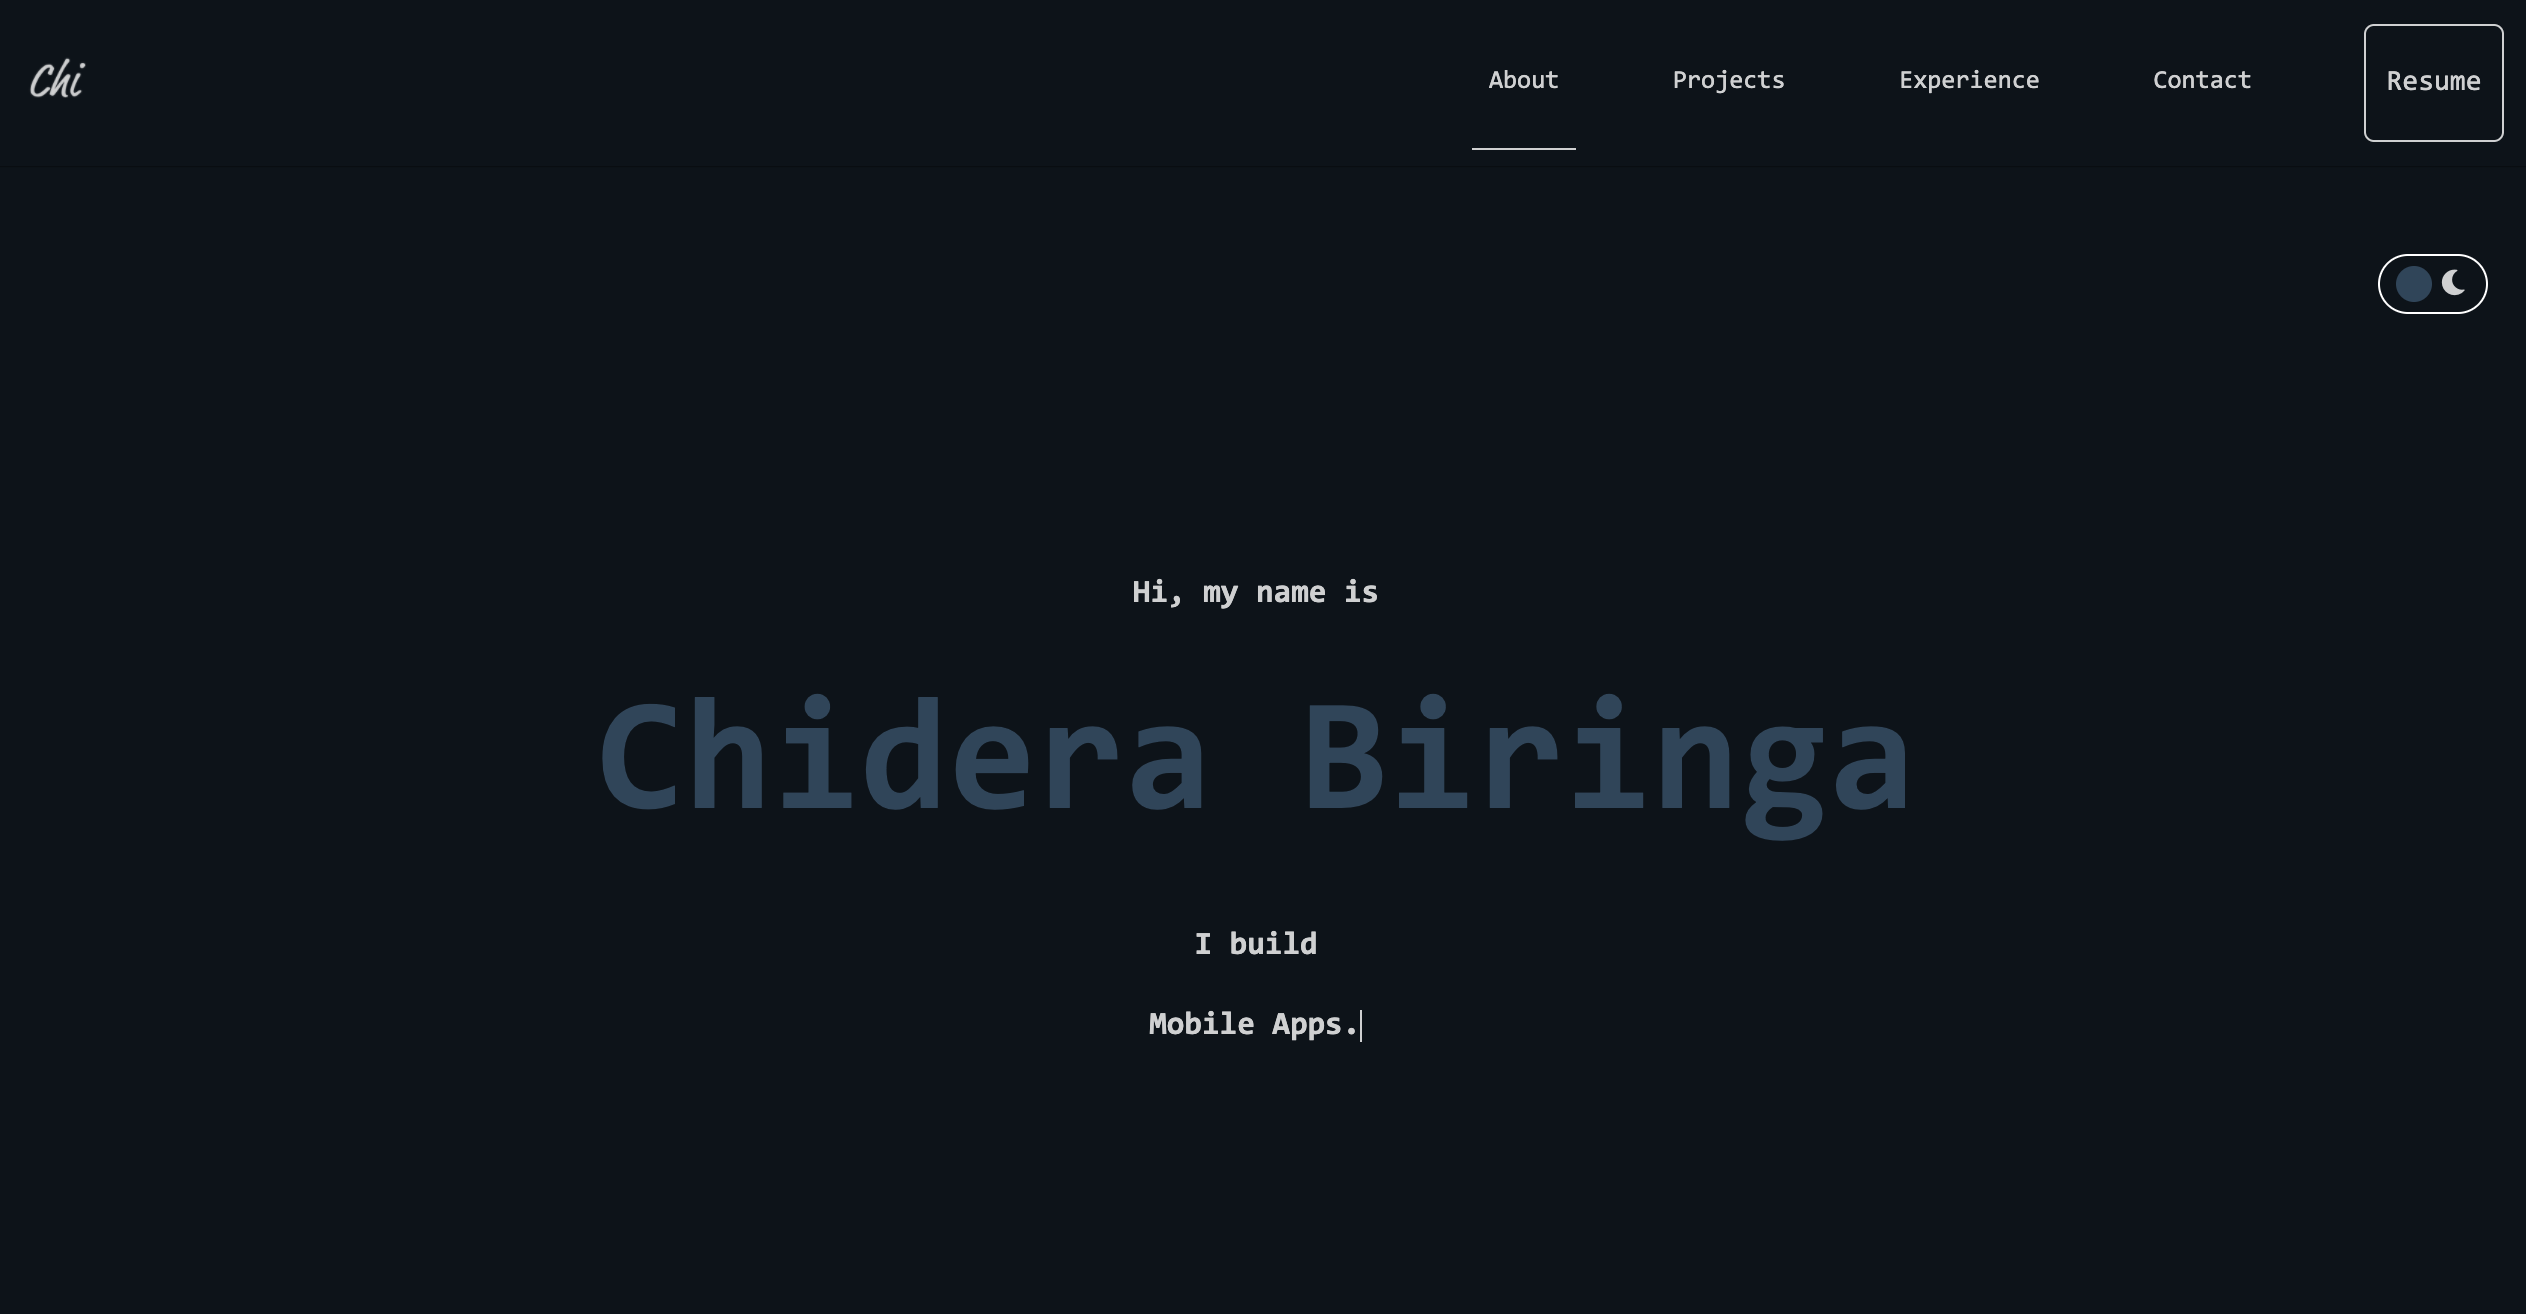 Chi
About Projects Experience Contact Resume
Hi, my name is
Chidera Biringa
I build
Mobile Apps.